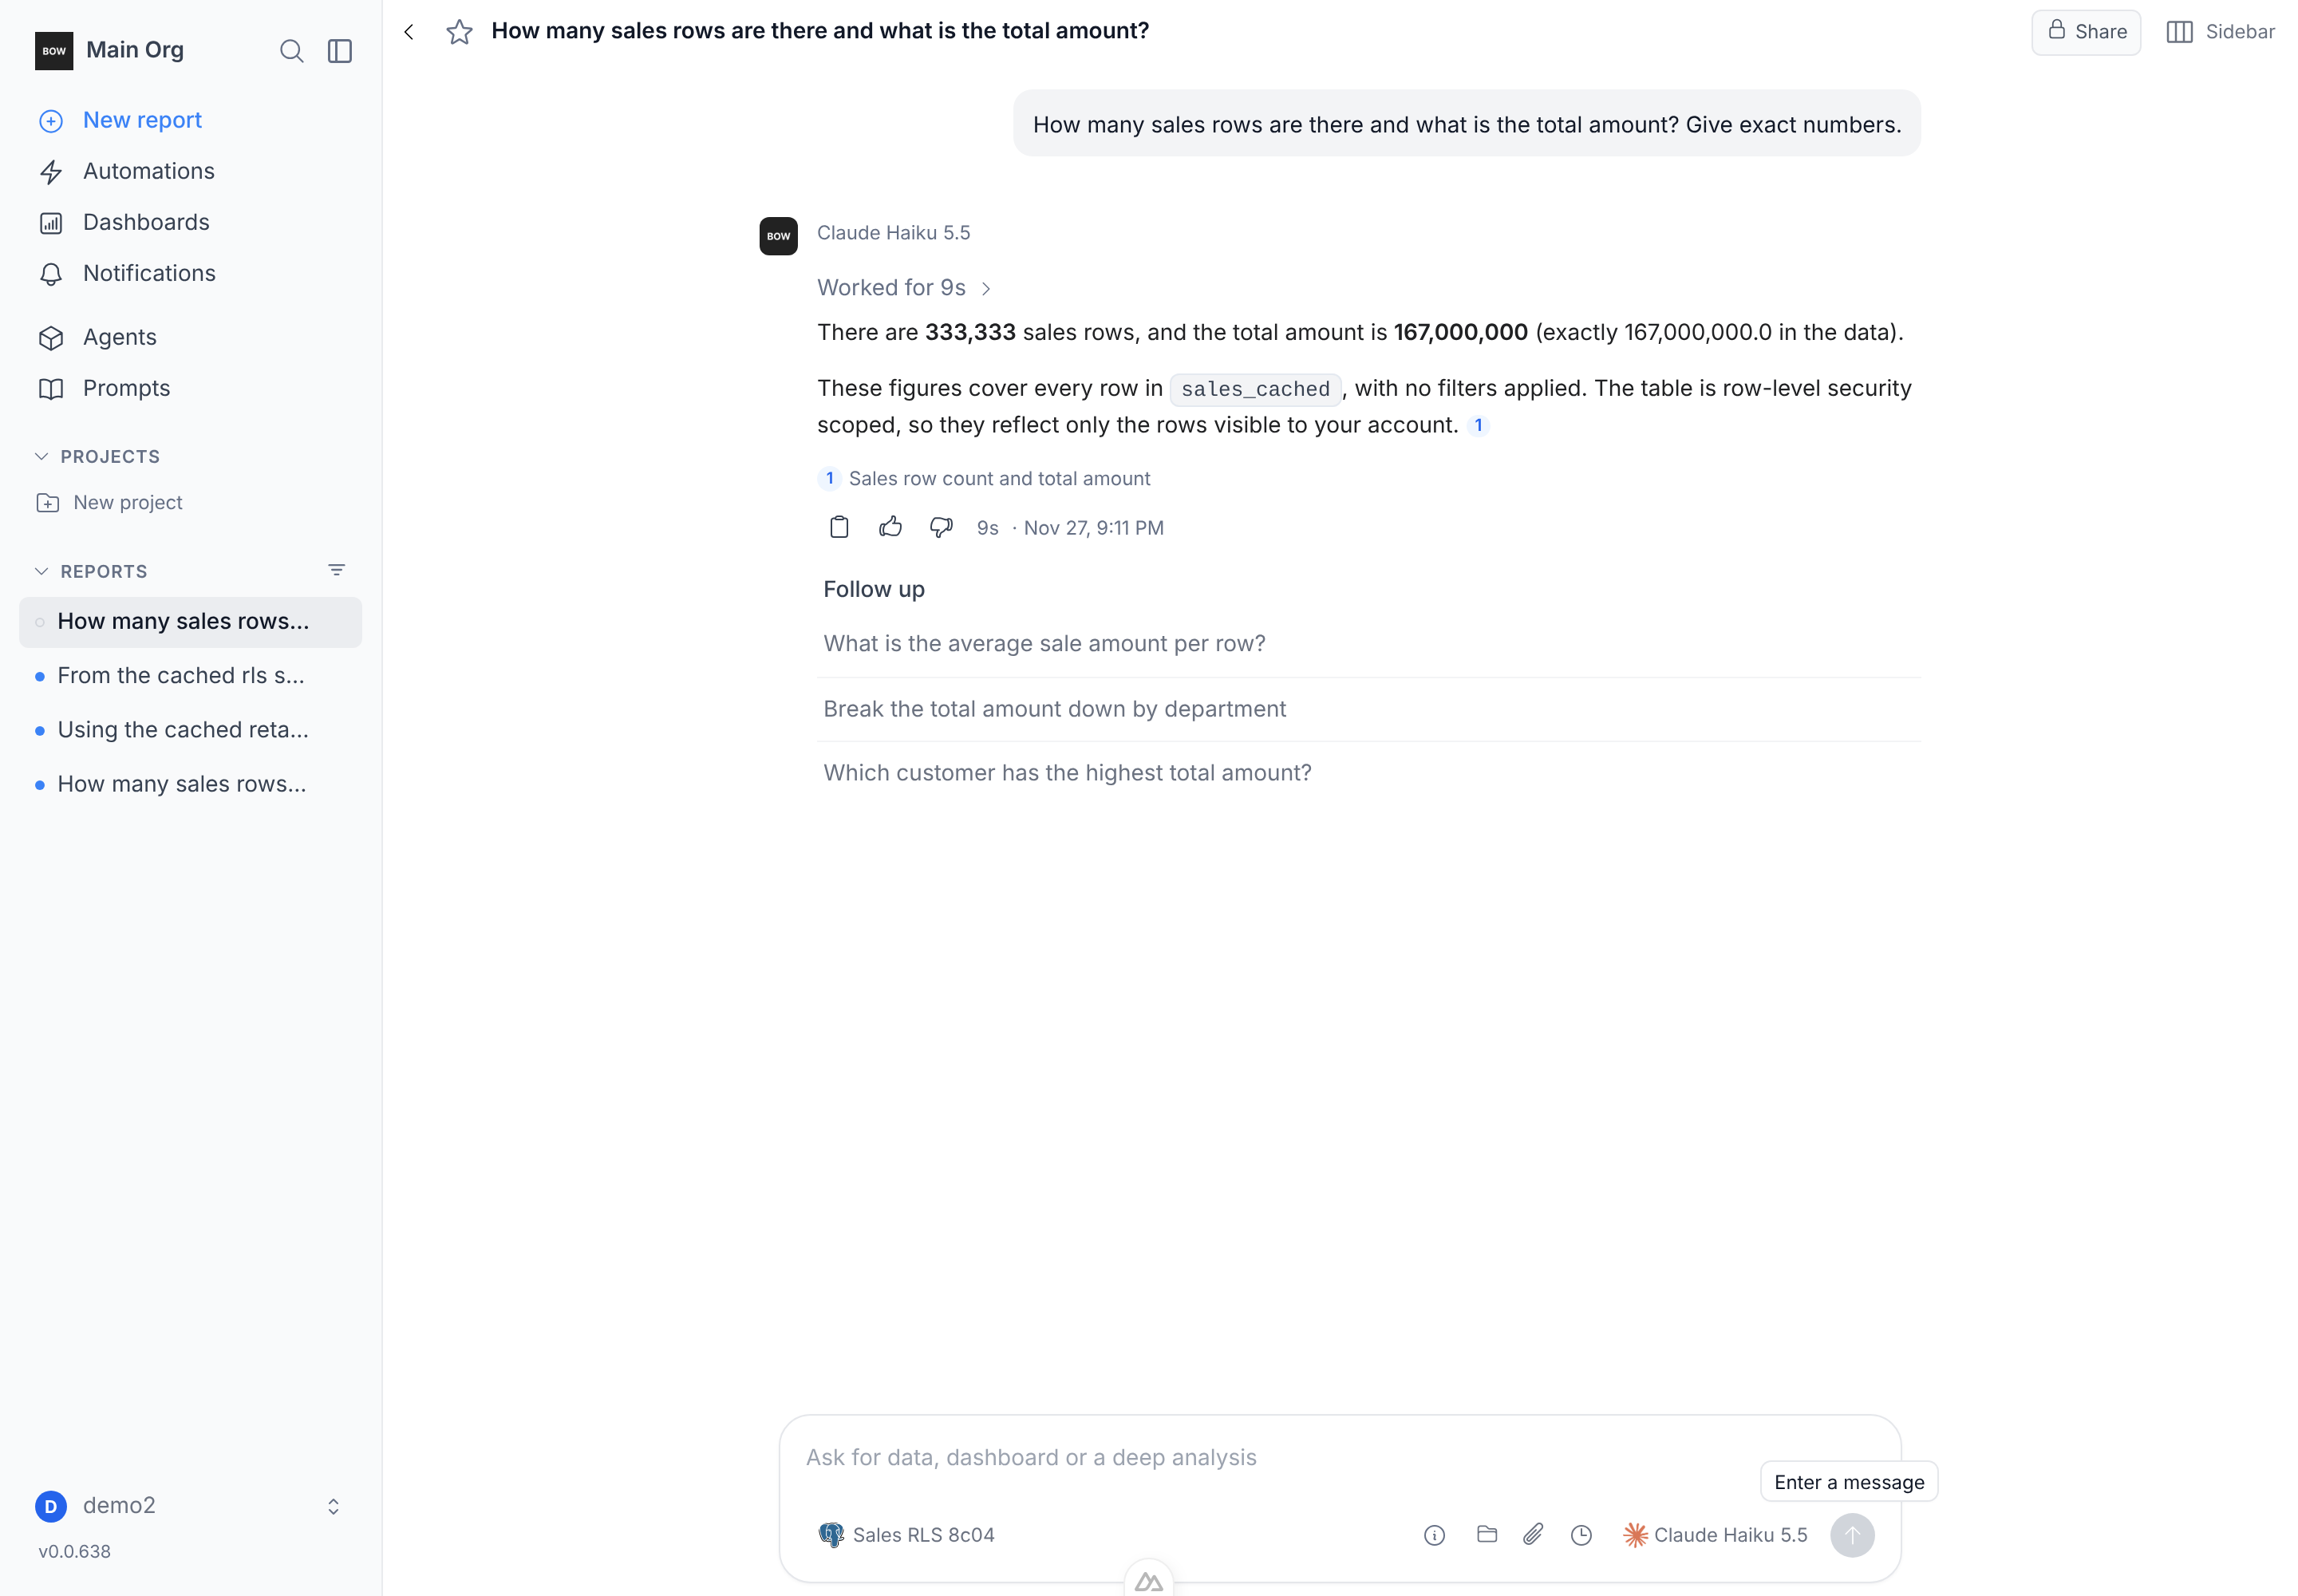 BOW
Main Org
New report
Automations
Dashboards
Notifications
Agents
Prompts
PROJECTS
New project
REPORTS
How many sales rows...
From the cached rls s...
Using the cached reta...
How many sales rows...
D
demo2
v0.0.638
How many sales rows are there and what is the total amount?
Share
Sidebar
How many sales rows are there and what is the total amount? Give exact numbers.
BOW
Claude Haiku 5.5
Worked for 9s
There are 333,333 sales rows, and the total amount is 167,000,000 (exactly 167,000,000.0 in the data).
These figures cover every row in sales_cached, with no filters applied. The table is row-level security
scoped, so they reflect only the rows visible to your account. 1
1 Sales row count and total amount
9s · Nov 27, 9:11 PM
Follow up
What is the average sale amount per row?
Break the total amount down by department
Which customer has the highest total amount?
Ask for data, dashboard or a deep analysis
Enter a message
Sales RLS 8c04
Claude Haiku 5.5